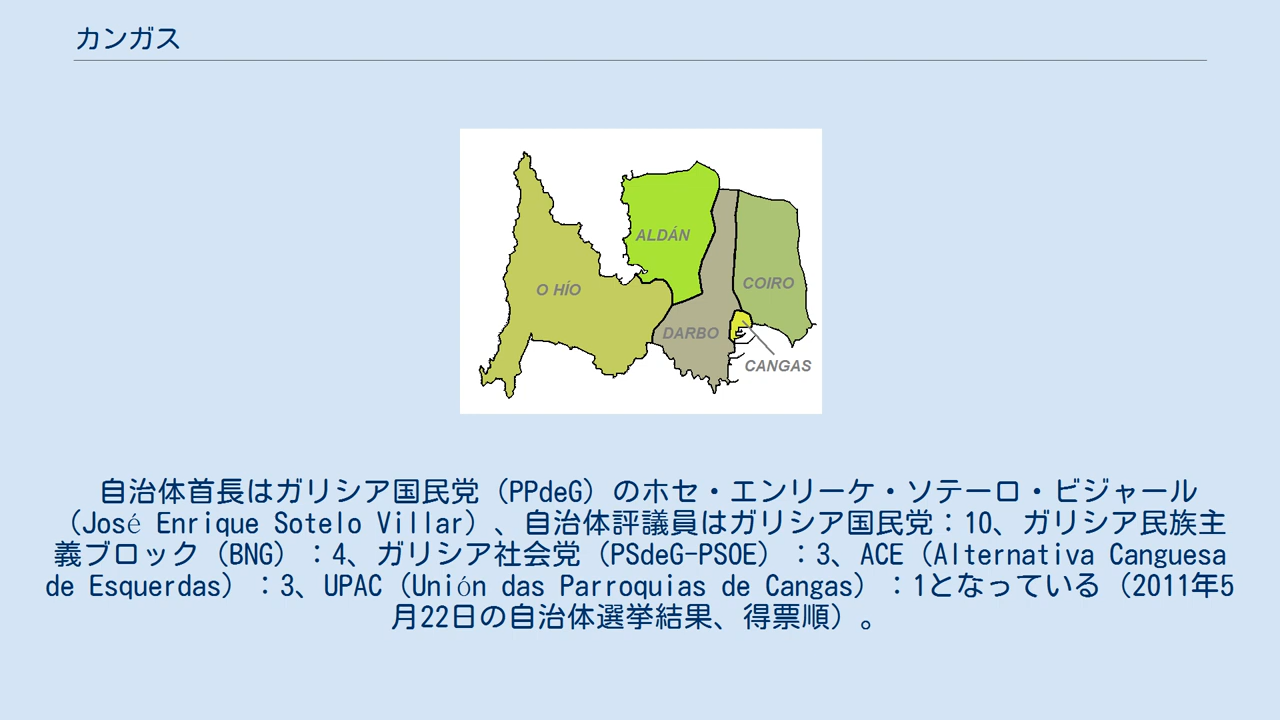 カンガス
ALDÁN
O HÍO
COIRO
DARBO
CANGAS
自治体首長はガリシア国民党（PPdeG）のホセ・エンリーケ・ソテーロ・ビジャール
（José Enrique Sotelo Villar）、自治体評議員はガリシア国民党：10、ガリシア民族主
義ブロック（BNG）：4、ガリシア社会党（PSdeG-PSOE）：3、ACE（Alternativa Canguesa
de Esquerdas）：3、UPAC（Unión das Parroquias de Cangas）：1となっている（2011年5
月22日の自治体選挙結果、得票順）。